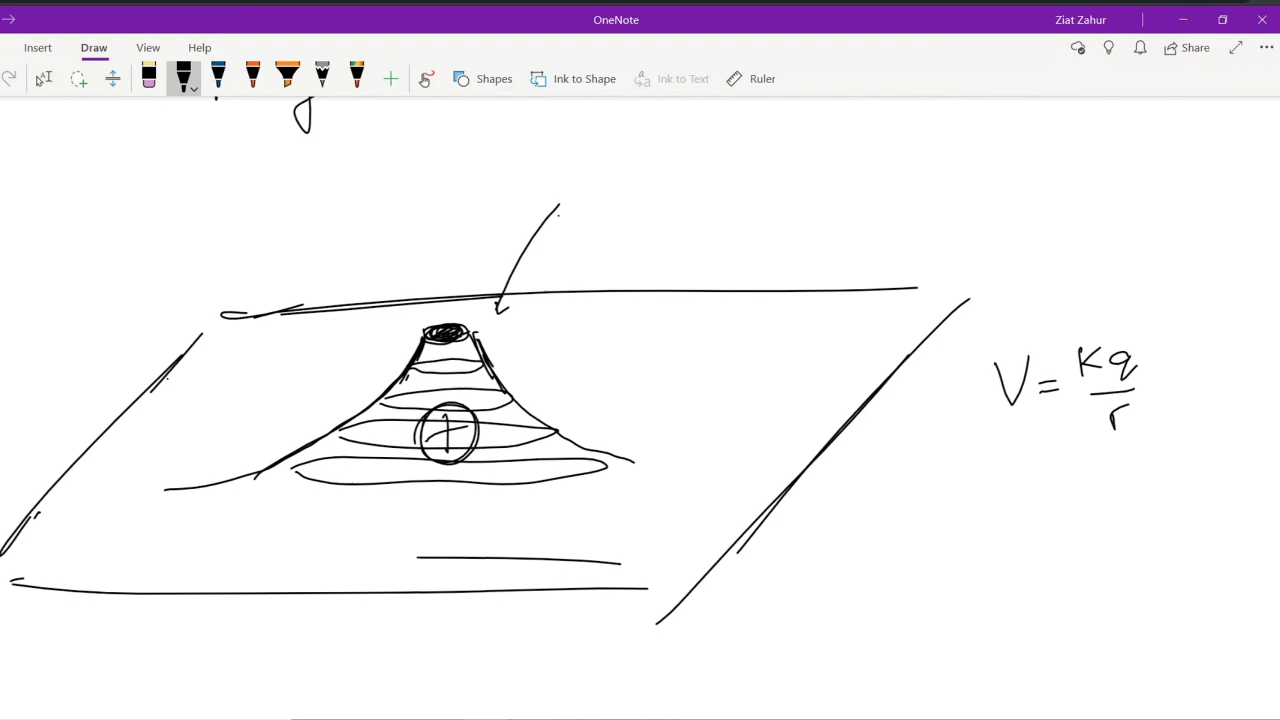 OneNote
Ziat Zahur
Insert
Draw
View
Help
Share
Shapes
Ink to Shape
Ink to Text
Ruler
+
V = Kq/r